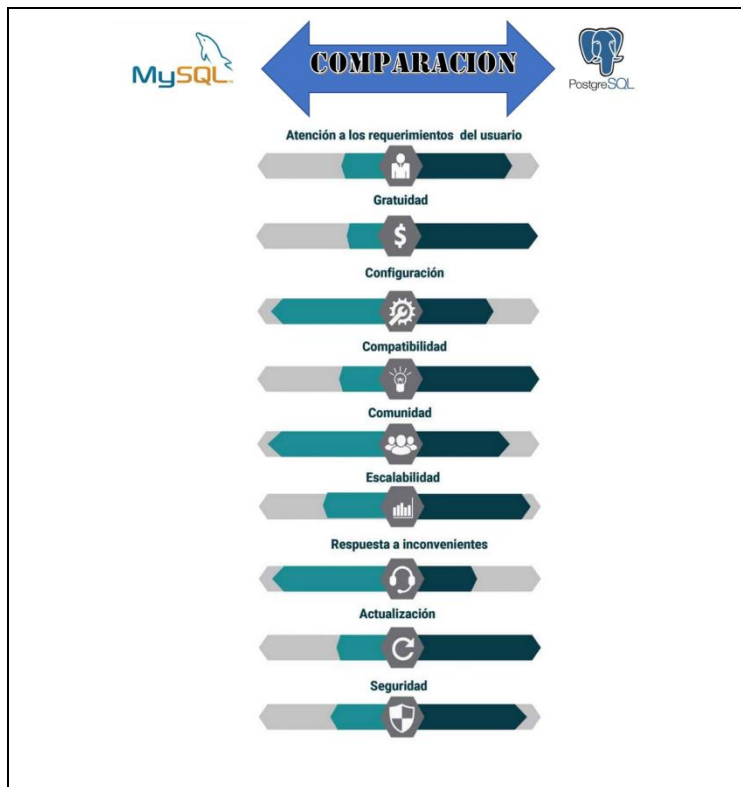 MySQL
COMPARACION
PostgreSQL
Atención a los requerimientos del usuario
Gratuidad
$
Configuración
Compatibilidad
Comunidad
Escalabilidad
Respuesta a inconvenientes
Actualización
Seguridad